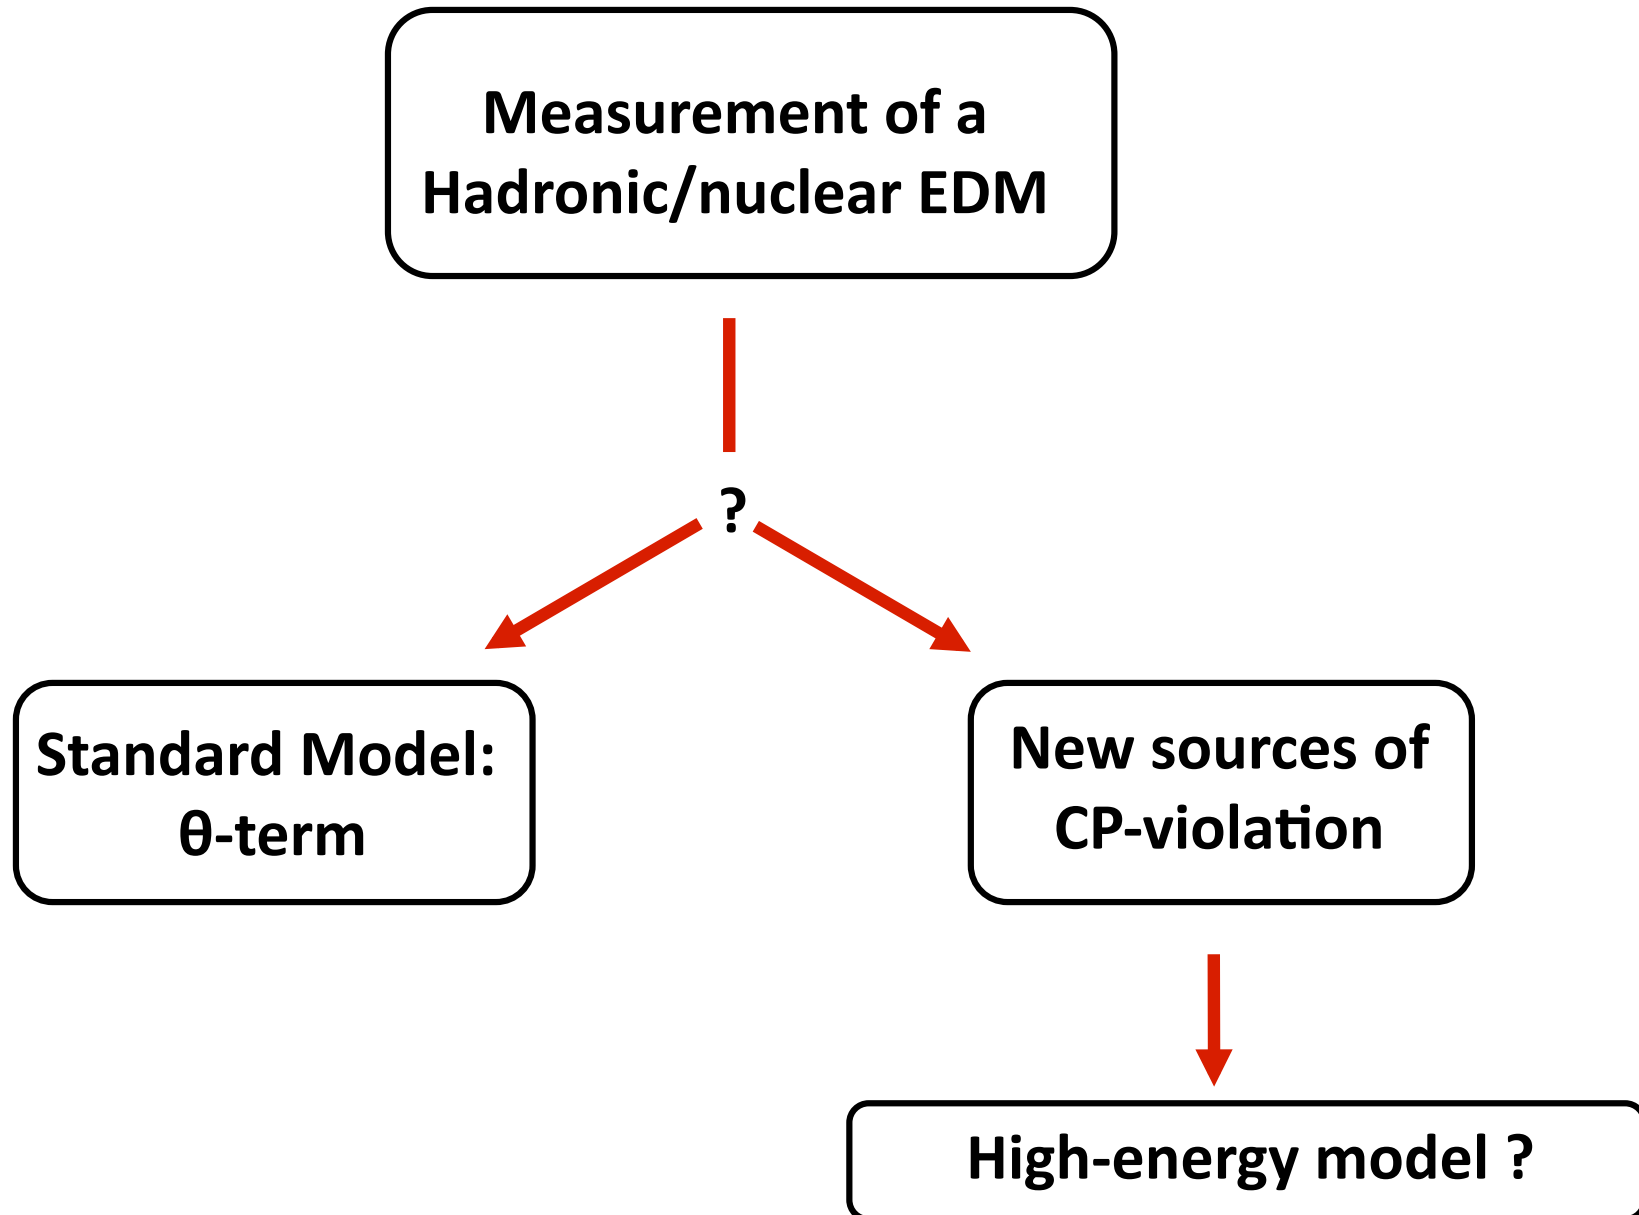 Measurement of a
Hadronic/nuclear EDM
?
Standard Model:
θ-term
New sources of
CP-violation
High-energy model ?